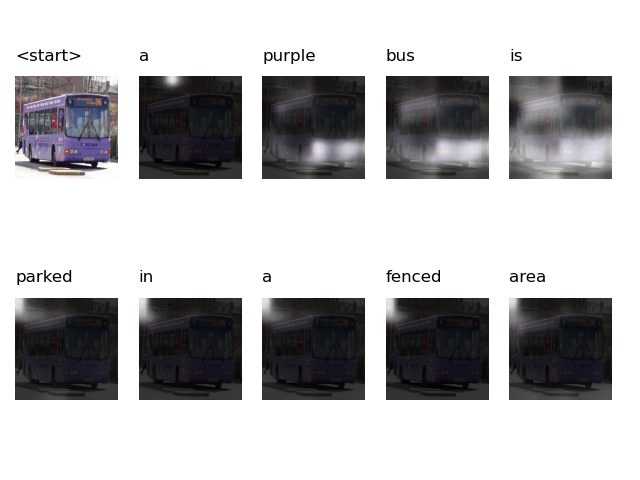 <start> a purple bus is
parked in a fenced area